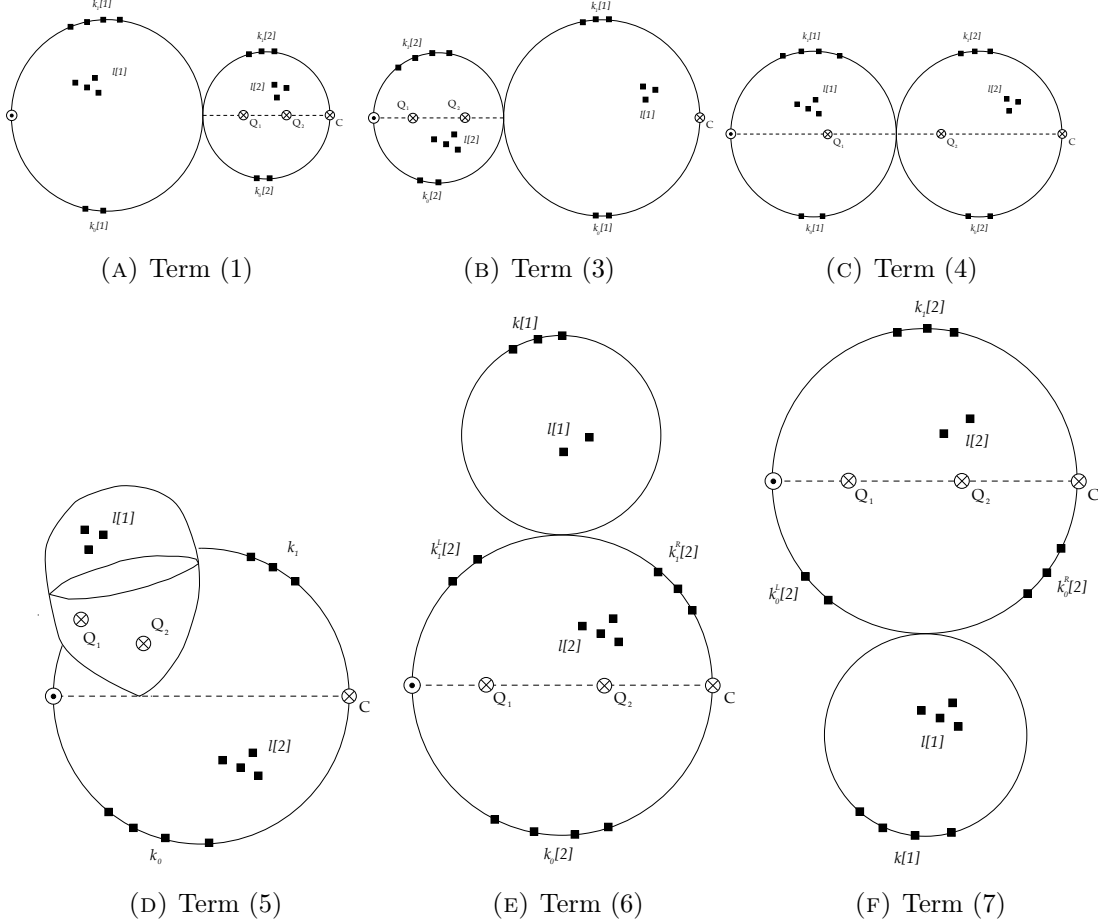 k₁[1]
k₁[2]
l[1]
l[2]
Q₁
Q₂
C
k₀[2]
k₀[1]
(A) Term (1)
k₁[1]
k₁[2]
l[1]
Q₁
Q₂
C
l[2]
k₀[2]
k₀[1]
(B) Term (3)
k₁[1]
k₁[2]
l[1]
l[2]
Q₁
Q₂
C
k₀[1]
k₀[2]
(C) Term (4)
l[1]
k₁
Q₁
Q₂
C
l[2]
k₀
(D) Term (5)
k[1]
l[1]
k₁ᴸ[2]
k₁ᴿ[2]
l[2]
Q₁
Q₂
C
k₀[2]
(E) Term (6)
k₁[2]
l[2]
Q₁
Q₂
C
k₀ᴸ[2]
k₀ᴿ[2]
l[1]
k[1]
(F) Term (7)